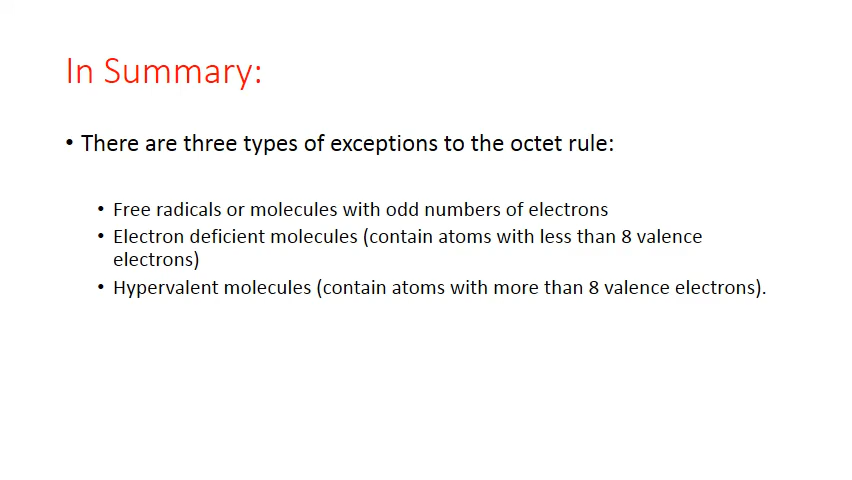 In Summary:
• There are three types of exceptions to the octet rule:
• Free radicals or molecules with odd numbers of electrons
• Electron deficient molecules (contain atoms with less than 8 valence
electrons)
• Hypervalent molecules (contain atoms with more than 8 valence electrons).